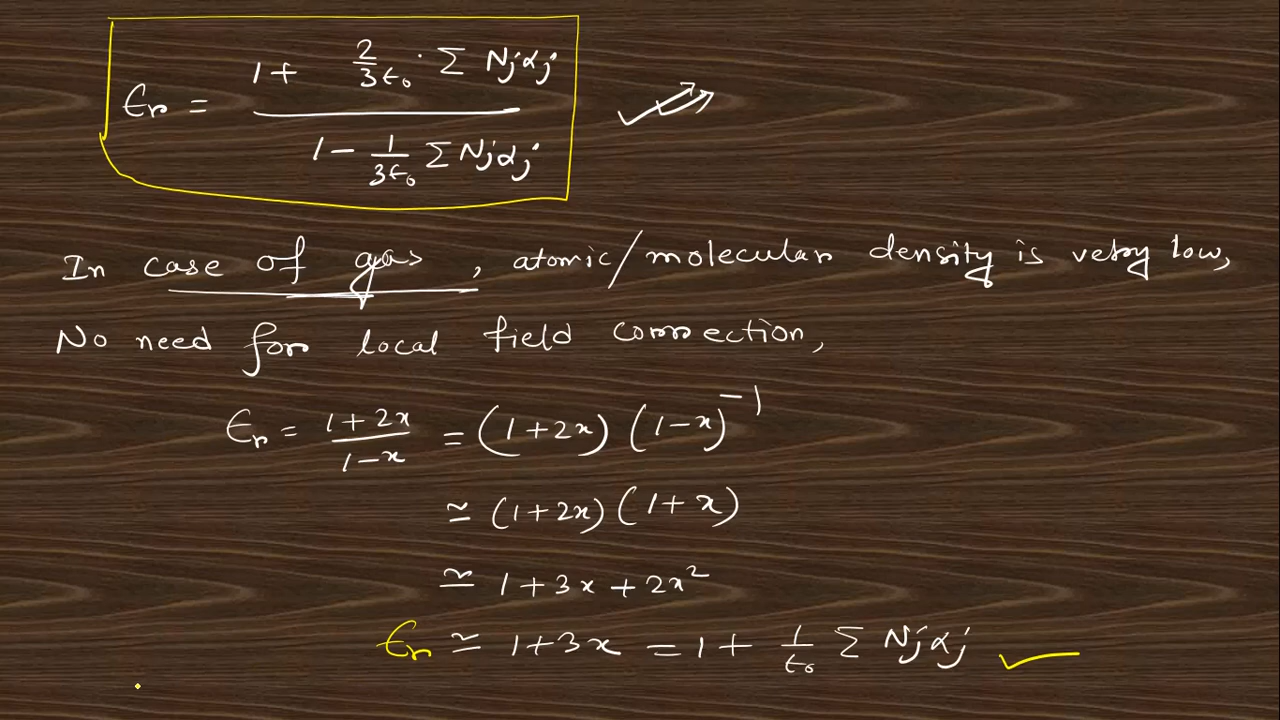 ϵr = (1 + 2/3ϵ₀ · Σ Njαj) / (1 − 1/3ϵ₀ Σ Njαj)
In case of gas, atomic/molecular density is very low,
No need for local field correction,
ϵr = (1+2x)/(1−x) = (1+2x)(1−x)⁻¹
≃ (1+2x)(1+x)
≃ 1+3x+2x²
ϵr ≃ 1+3x = 1+ 1/ϵ₀ Σ Njαj